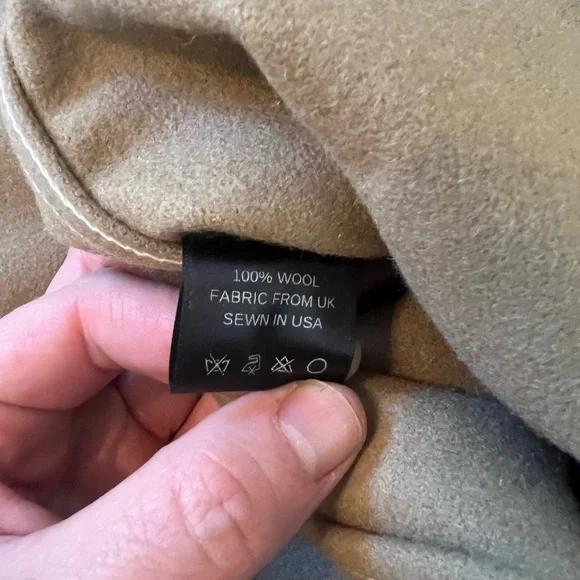 100% WOOL
FABRIC FROM UK
SEWN IN USA